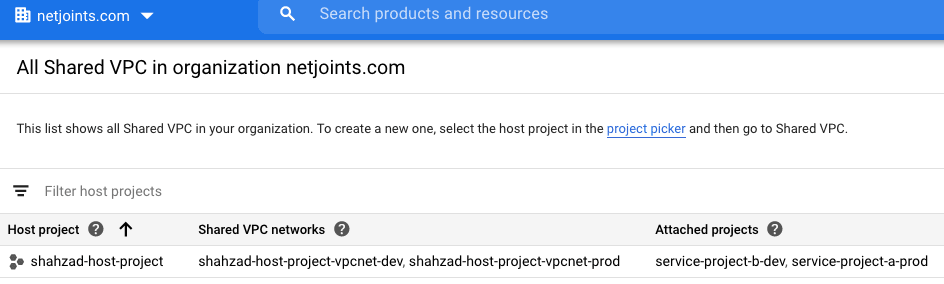 netjoints.com Search products and resources
All Shared VPC in organization netjoints.com
This list shows all Shared VPC in your organization. To create a new one, select the host project in the project picker and then go to Shared VPC.
Filter host projects
Host project ? Shared VPC networks ? Attached projects ?
shahzad-host-project shahzad-host-project-vpcnet-dev, shahzad-host-project-vpcnet-prod service-project-b-dev, service-project-a-prod